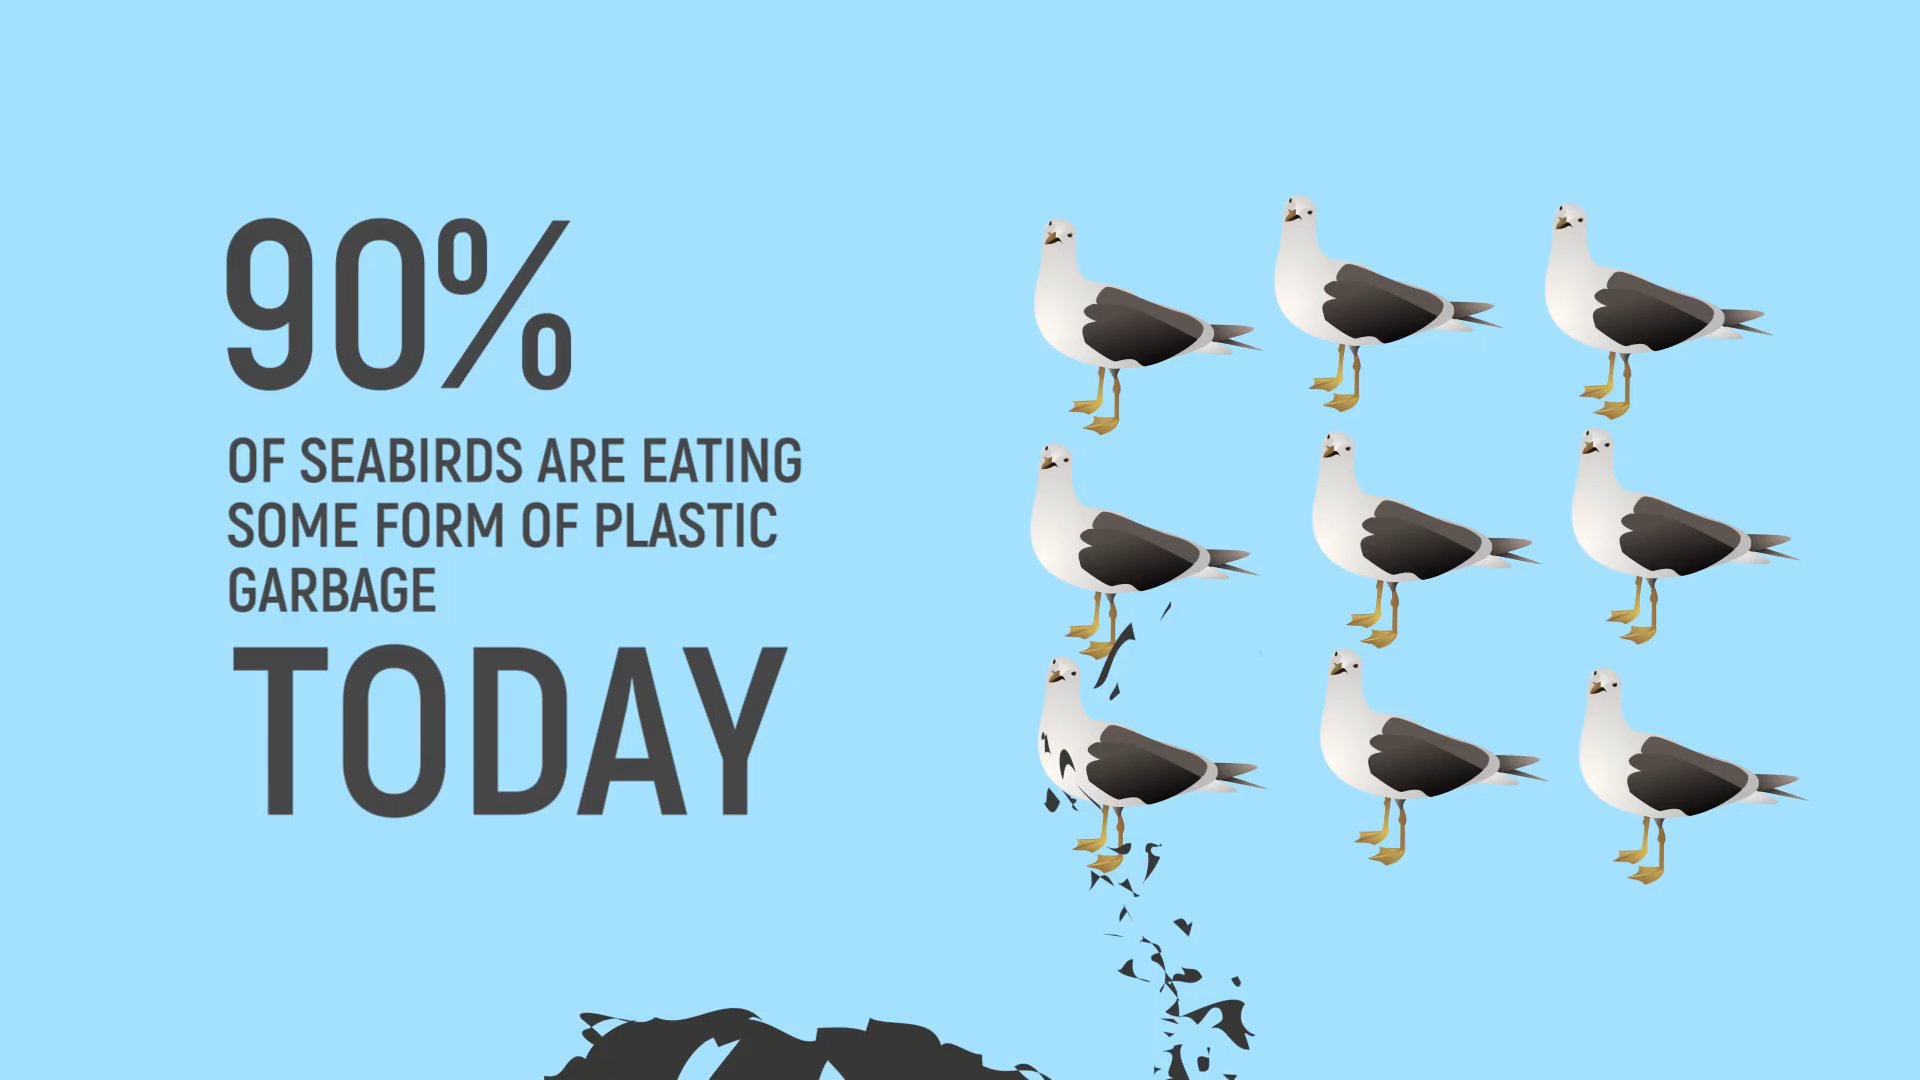 90%
OF SEABIRDS ARE EATING
SOME FORM OF PLASTIC
GARBAGE
TODAY